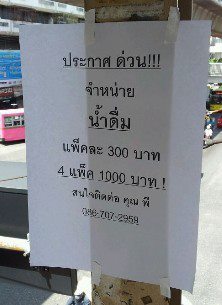 ประกาศ ด่วน!!!
จำหน่าย
น้ำดื่ม
แพ็คละ 300 บาท
4 แพ็ค 1000 บาท !
สนใจติดต่อ คุณ พี
086-707-2958